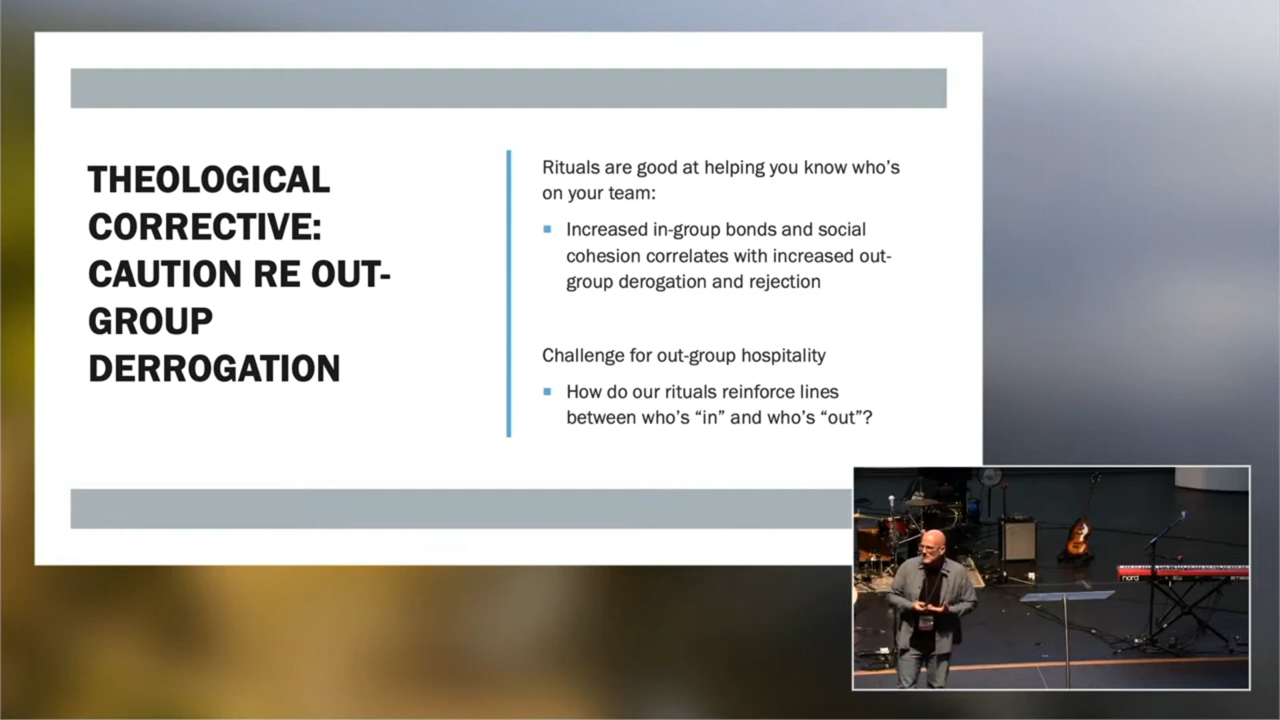 THEOLOGICAL
CORRECTIVE:
CAUTION RE OUT-
GROUP
DERROGATION
Rituals are good at helping you know who's
on your team:
Increased in-group bonds and social
cohesion correlates with increased out-
group derogation and rejection
Challenge for out-group hospitality
How do our rituals reinforce lines
between who's “in” and who's “out”?
nord